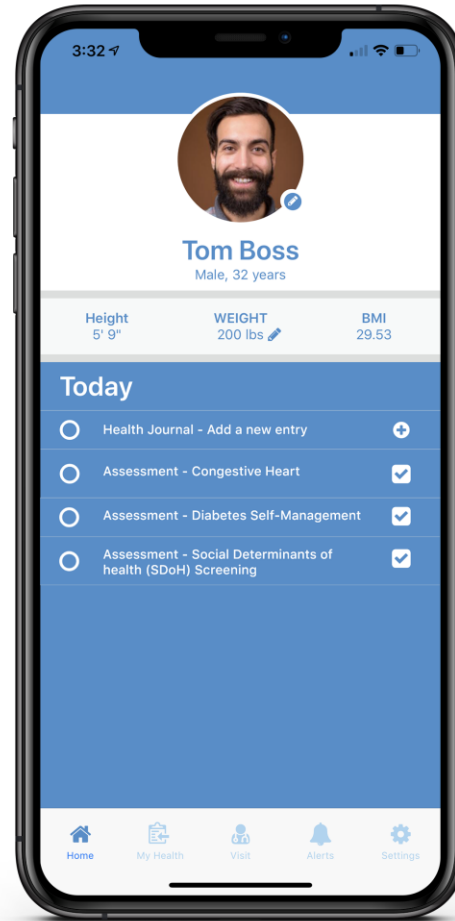 3:32
Tom Boss
Male, 32 years
Height WEIGHT BMI
5' 9" 200 lbs 29.53
Today
Health Journal - Add a new entry
Assessment - Congestive Heart
Assessment - Diabetes Self-Management
Assessment - Social Determinants of
health (SDoH) Screening
Home My Health Visit Alerts Settings